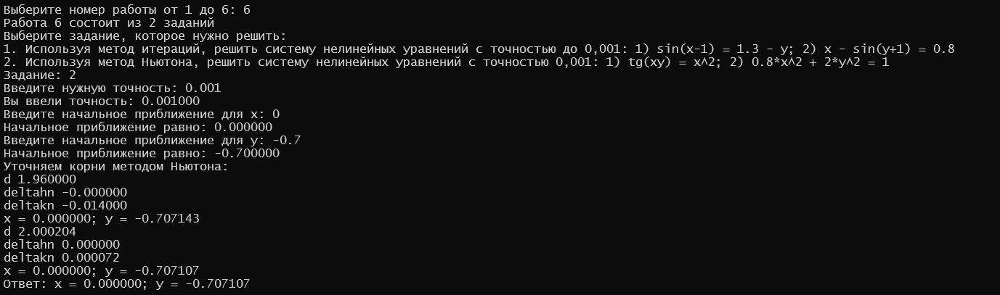 Выберите номер работы от 1 до 6: 6
Работа 6 состоит из 2 заданий
Выберите задание, которое нужно решить:
1. Используя метод итераций, решить систему нелинейных уравнений с точностью до 0,001: 1) sin(x-1) = 1.3 - y; 2) x - sin(y+1) = 0.8
2. Используя метод Ньютона, решить систему нелинейных уравнений с точностью 0,001: 1) tg(xy) = x^2; 2) 0.8*x^2 + 2*y^2 = 1
Задание: 2
Введите нужную точность: 0.001
Вы ввели точность: 0.001000
Введите начальное приближение для x: 0
Начальное приближение равно: 0.000000
Введите начальное приближение для y: -0.7
Начальное приближение равно: -0.700000
Уточняем корни методом Ньютона:
d 1.960000
deltahn -0.000000
deltakn -0.014000
x = 0.000000; y = -0.707143
d 2.000204
deltahn 0.000000
deltakn 0.000072
x = 0.000000; y = -0.707107
Ответ: x = 0.000000; y = -0.707107